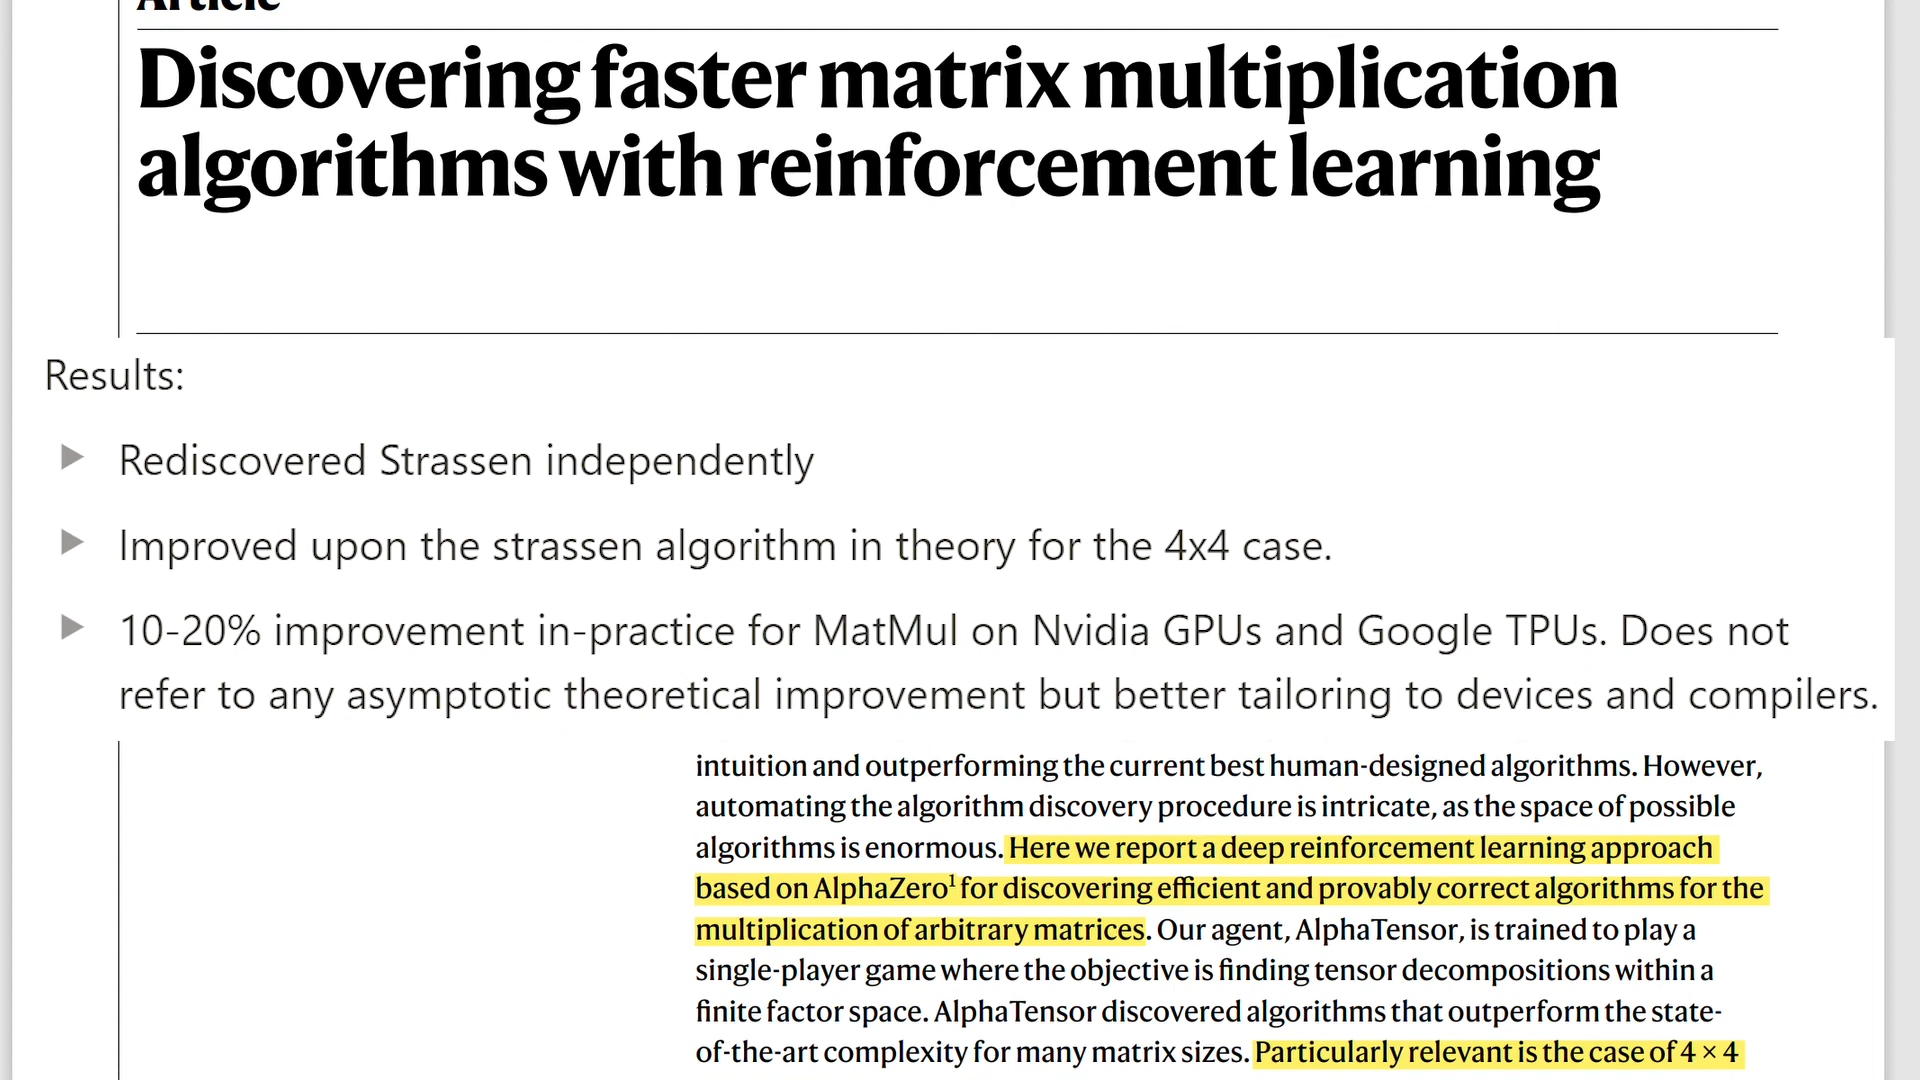 Article
Discovering faster matrix multiplication
algorithms with reinforcement learning
Results:
Rediscovered Strassen independently
Improved upon the strassen algorithm in theory for the 4x4 case.
10-20% improvement in-practice for MatMul on Nvidia GPUs and Google TPUs. Does not
refer to any asymptotic theoretical improvement but better tailoring to devices and compilers.
intuition and outperforming the current best human-designed algorithms. However,
automating the algorithm discovery procedure is intricate, as the space of possible
algorithms is enormous. Here we report a deep reinforcement learning approach
based on AlphaZero¹ for discovering efficient and provably correct algorithms for the
multiplication of arbitrary matrices. Our agent, AlphaTensor, is trained to play a
single-player game where the objective is finding tensor decompositions within a
finite factor space. AlphaTensor discovered algorithms that outperform the state-
of-the-art complexity for many matrix sizes. Particularly relevant is the case of 4 × 4